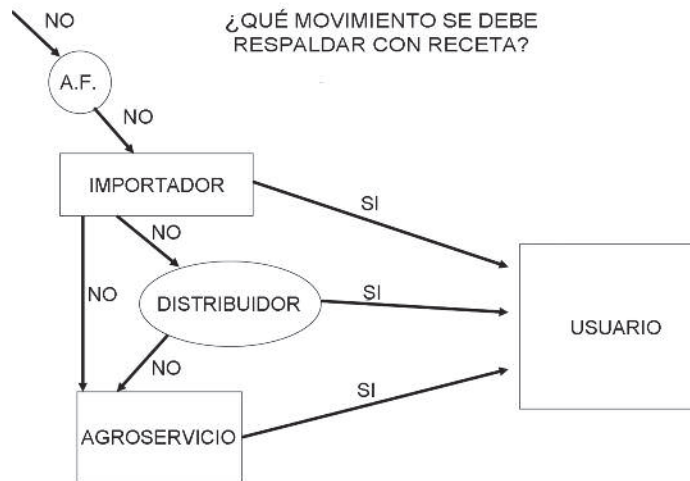 NO
¿QUÉ MOVIMIENTO SE DEBE
RESPALDAR CON RECETA?
A.F.
NO
IMPORTADOR
SI
NO
NO
DISTRIBUIDOR
SI
USUARIO
NO
SI
AGROSERVICIO